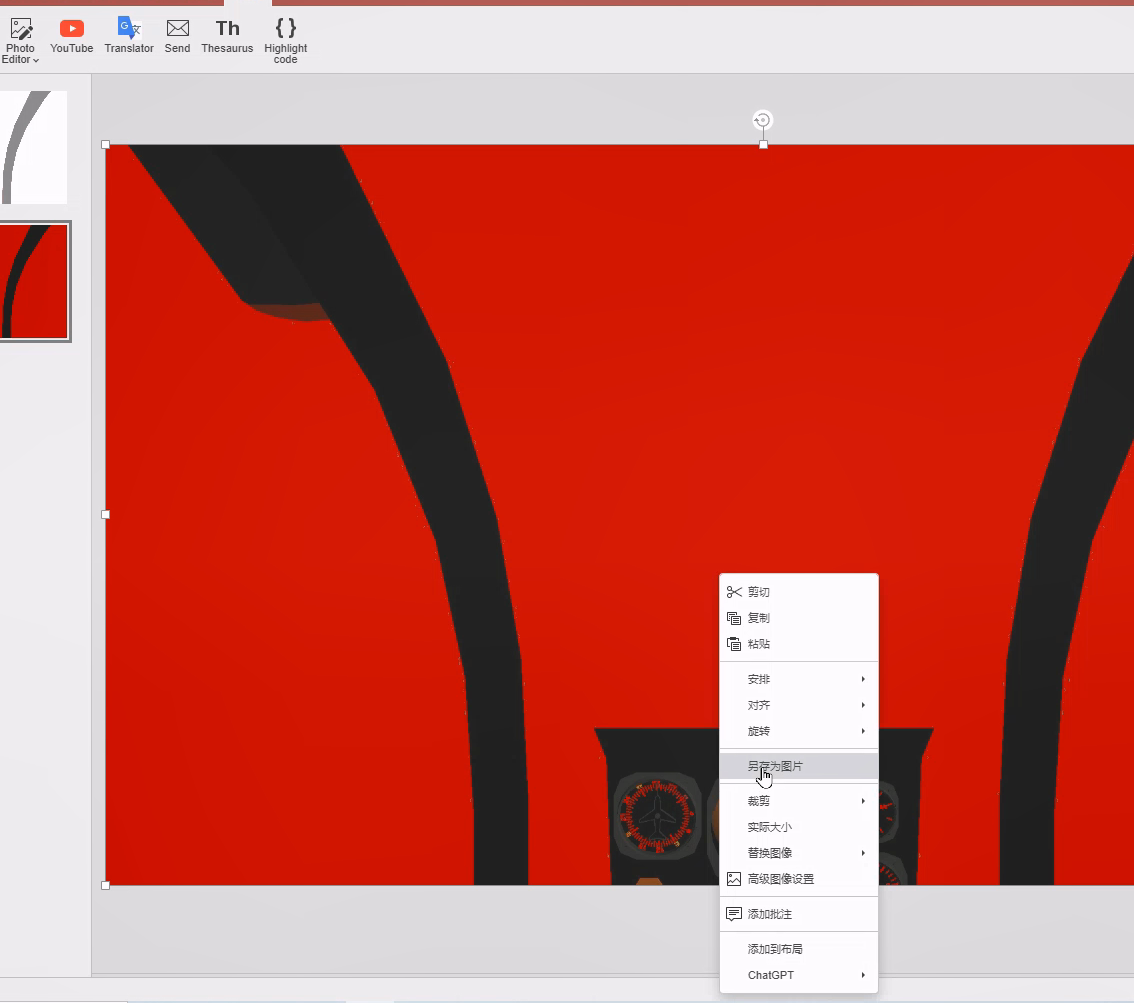 Photo
Editor
YouTube
Translator
Send
Th
Thesaurus
{ }
Highlight
code
剪切
复制
粘贴
安排
对齐
旋转
另存为图片
裁剪
实际大小
替换图像
高级图像设置
添加批注
添加到布局
ChatGPT